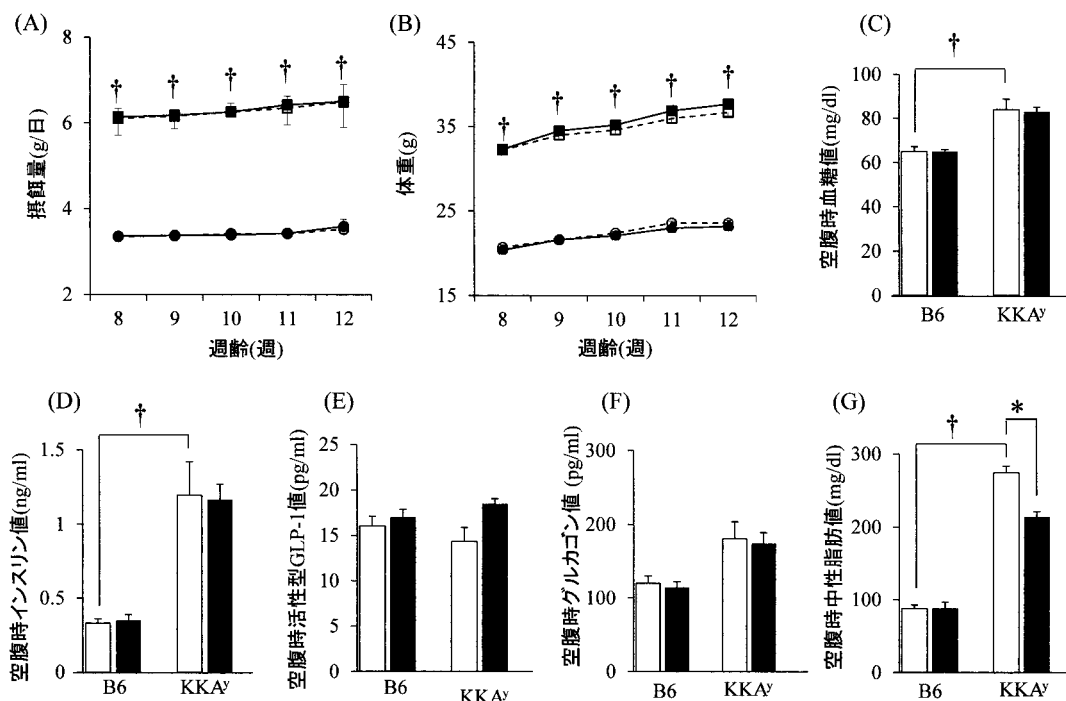 (A)
摂餌量(g/日)
8
6
4
2
‡ ‡ ‡ ‡ ‡
8 9 10 11 12
週齢(週)
(B)
体重(g)
45
35
25
15
‡ ‡ ‡ ‡ ‡
8 9 10 11 12
週齢(週)
(C)
空腹時血糖値(mg/dl)
100
80
60
40
20
0
†
B6 KKAʸ
(D)
空腹時インスリン値(ng/ml)
1.5
1
0.5
0
†
B6 KKAʸ
(E)
空腹時活性型GLP-1値(pg/ml)
25
20
15
10
5
0
B6 KKAʸ
(F)
空腹時グルカゴン値 (pg/ml)
300
200
100
0
B6 KKAʸ
(G)
空腹時中性脂肪値(mg/dl)
300
200
100
0
† *
B6 KKAʸ